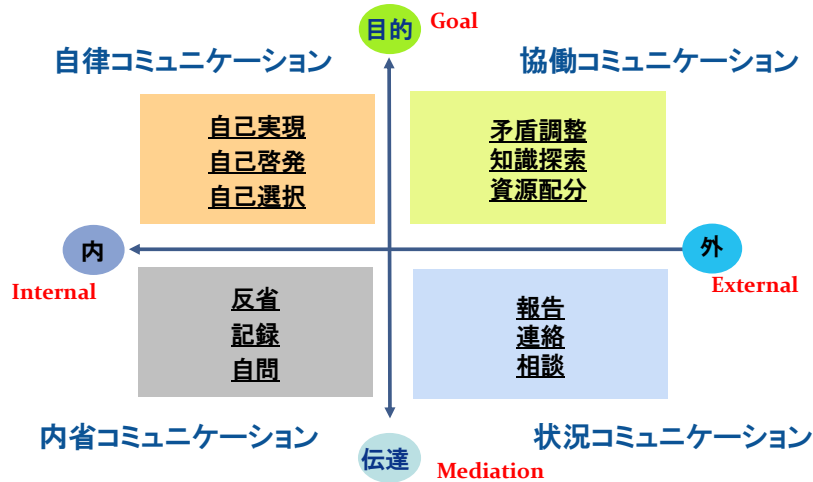 目的 Goal
自律コミュニケーション
協働コミュニケーション
自己実現
自己啓発
自己選択
矛盾調整
知識探索
資源配分
内
Internal
外
External
反省
記録
自問
報告
連絡
相談
内省コミュニケーション
状況コミュニケーション
伝達 Mediation